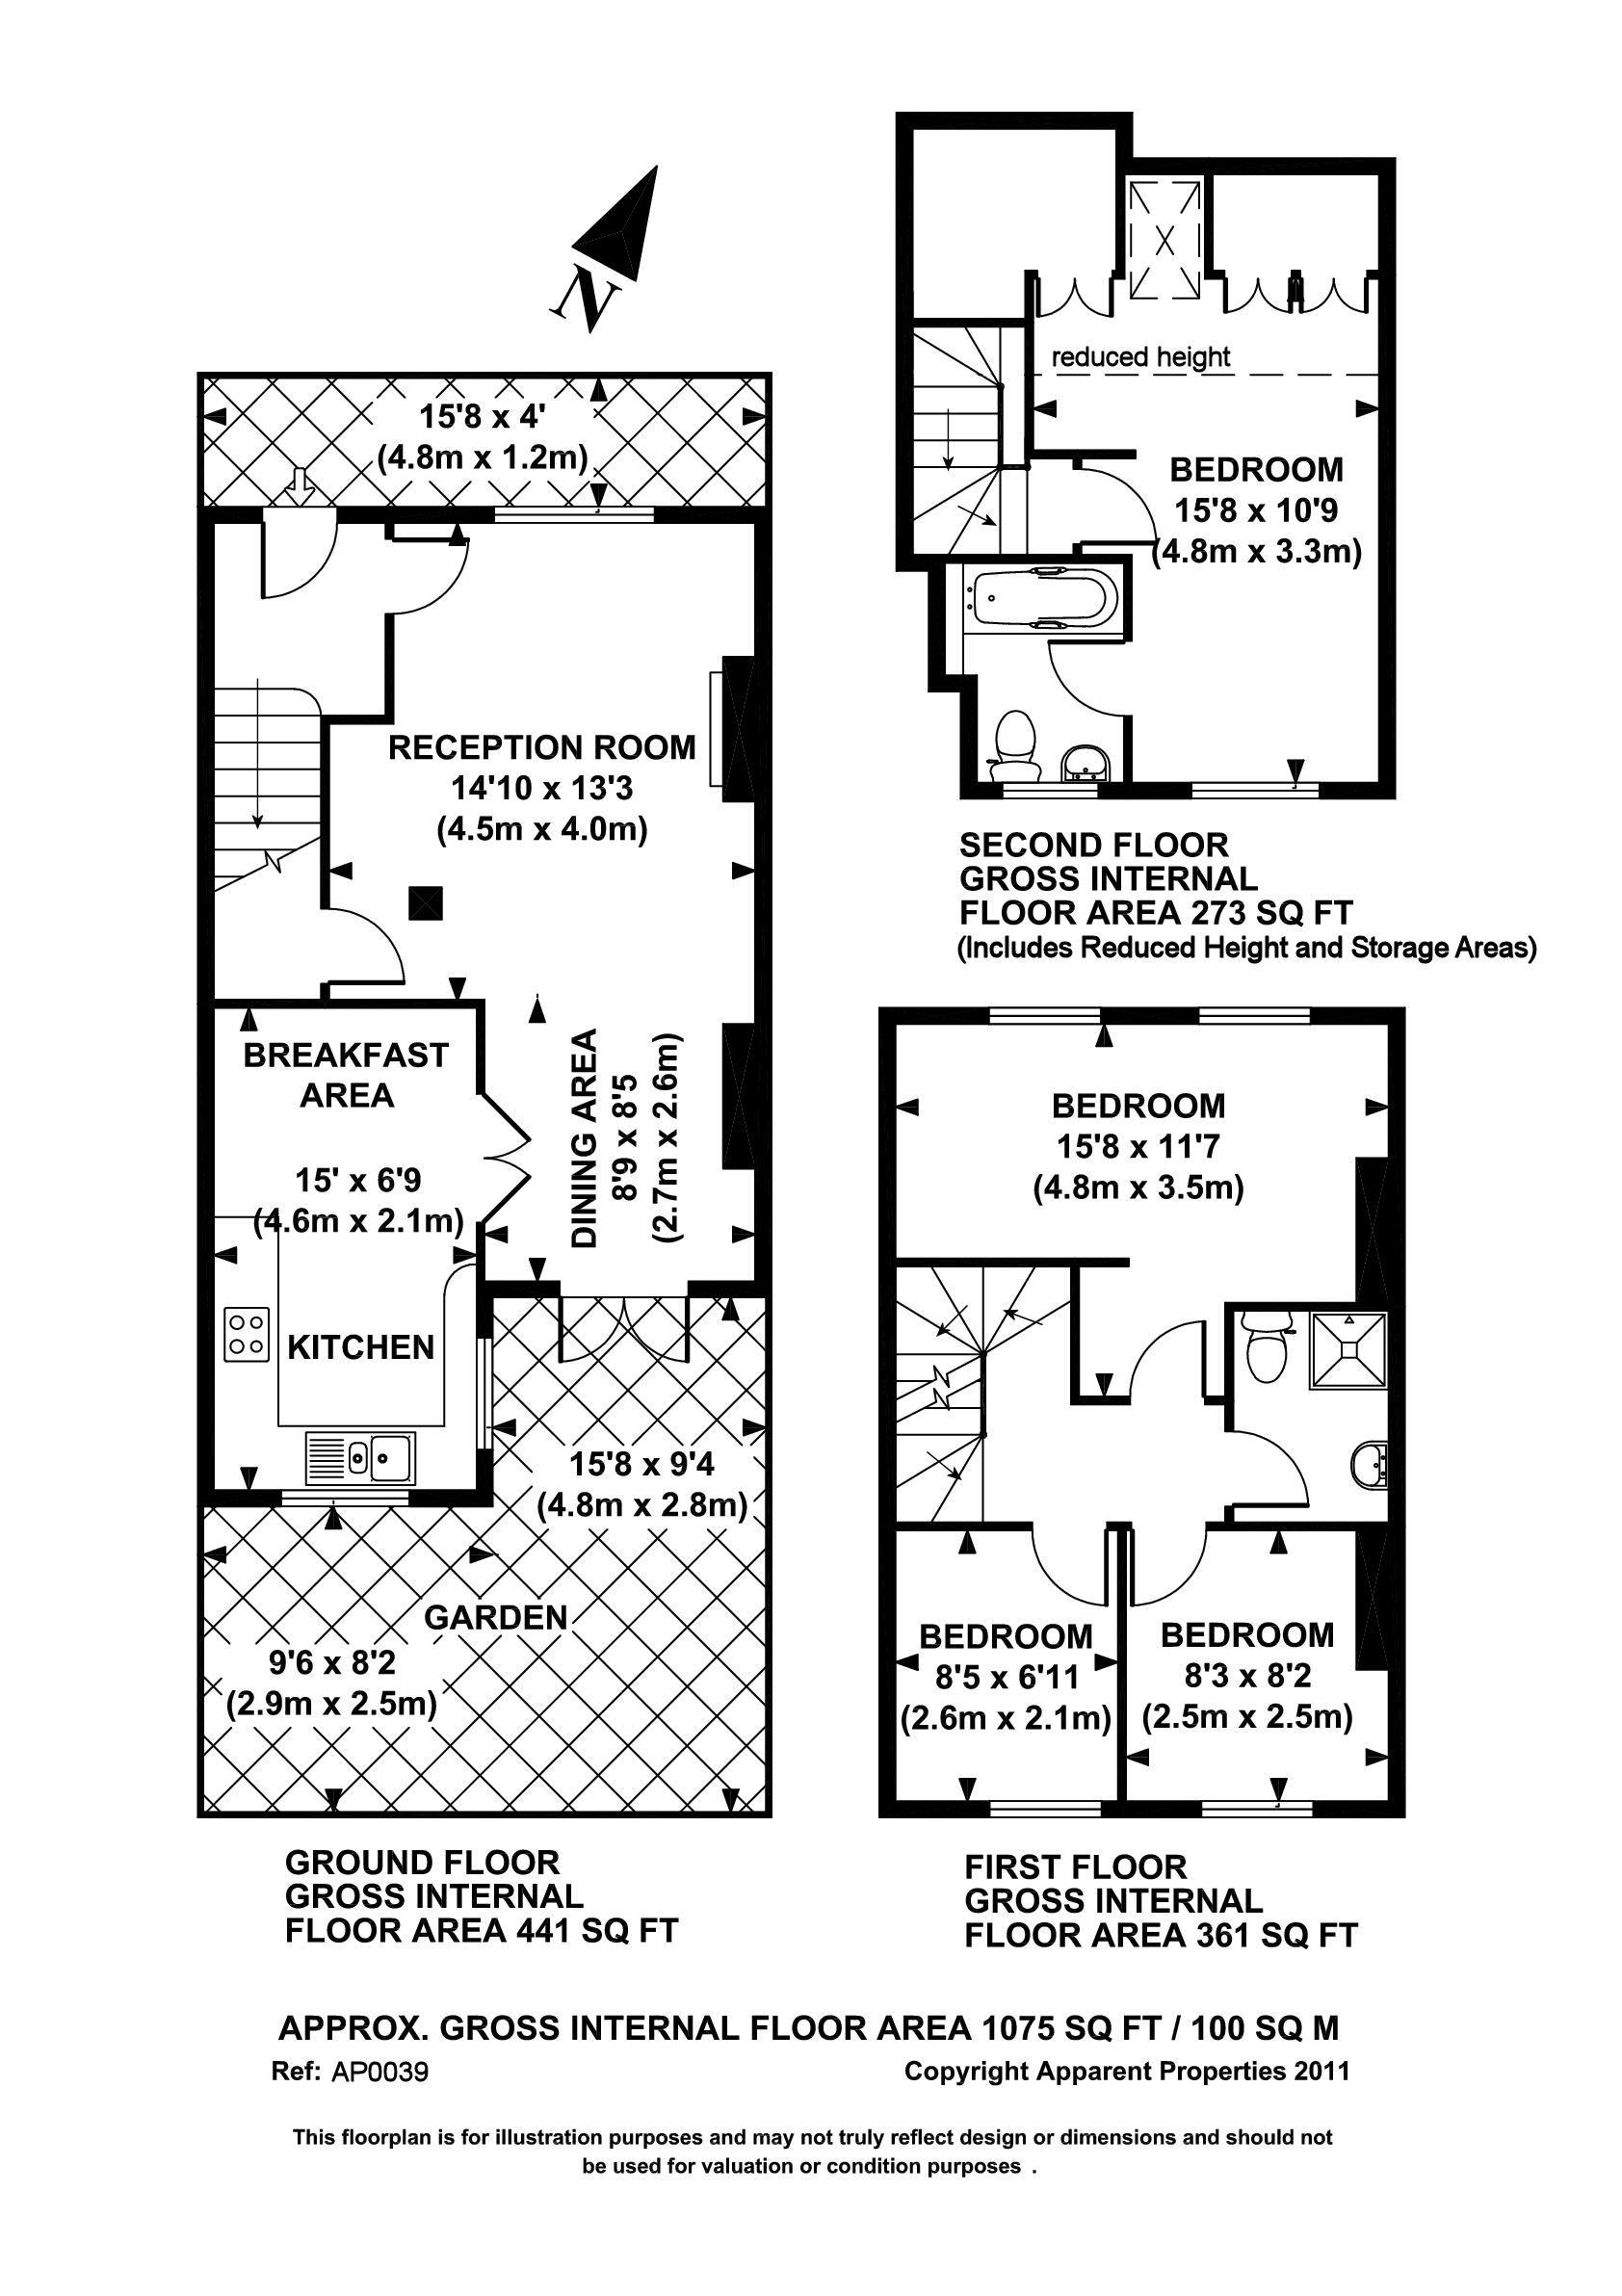 N
15'8 x 4'
(4.8m x 1.2m)
RECEPTION ROOM
14'10 x 13'3
(4.5m x 4.0m)
BREAKFAST
AREA
15' x 6'9
(4.6m x 2.1m)
KITCHEN
DINING AREA
8'9 x 8'5
(2.7m x 2.6m)
15'8 x 9'4
(4.8m x 2.8m)
GARDEN
9'6 x 8'2
(2.9m x 2.5m)
GROUND FLOOR
GROSS INTERNAL
FLOOR AREA 441 SQ FT
reduced height
BEDROOM
15'8 x 10'9
(4.8m x 3.3m)
SECOND FLOOR
GROSS INTERNAL
FLOOR AREA 273 SQ FT
(Includes Reduced Height and Storage Areas)
BEDROOM
15'8 x 11'7
(4.8m x 3.5m)
BEDROOM
8'5 x 6'11
(2.6m x 2.1m)
BEDROOM
8'3 x 8'2
(2.5m x 2.5m)
FIRST FLOOR
GROSS INTERNAL
FLOOR AREA 361 SQ FT
APPROX. GROSS INTERNAL FLOOR AREA 1075 SQ FT / 100 SQ M
Ref: AP0039
Copyright Apparent Properties 2011
This floorplan is for illustration purposes and may not truly reflect design or dimensions and should not
be used for valuation or condition purposes .